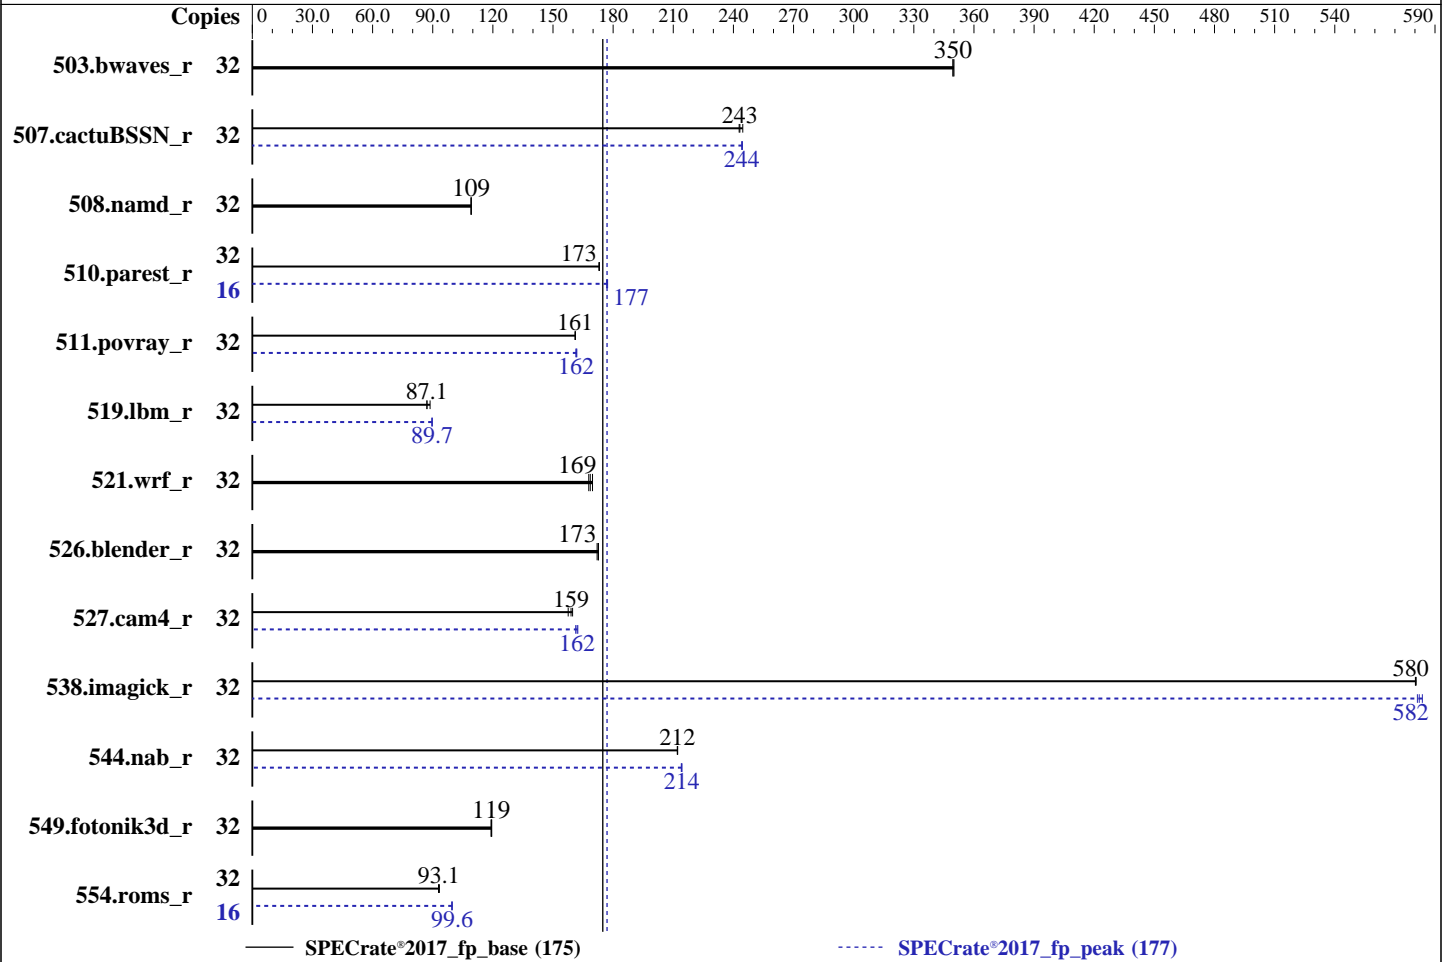 Copies 0 30.0 60.0 90.0 120 150 180 210 240 270 300 330 360 390 420 450 480 510 540 590
503.bwaves_r 32 350
507.cactuBSSN_r 32 243
244
508.namd_r 32 109
510.parest_r 32 173
16 177
511.povray_r 32 161
162
519.lbm_r 32 87.1
89.7
521.wrf_r 32 169
526.blender_r 32 173
527.cam4_r 32 159
162
538.imagick_r 32 580
582
544.nab_r 32 212
214
549.fotonik3d_r 32 119
554.roms_r 32 93.1
16 99.6
SPECrate®2017_fp_base (175) SPECrate®2017_fp_peak (177)